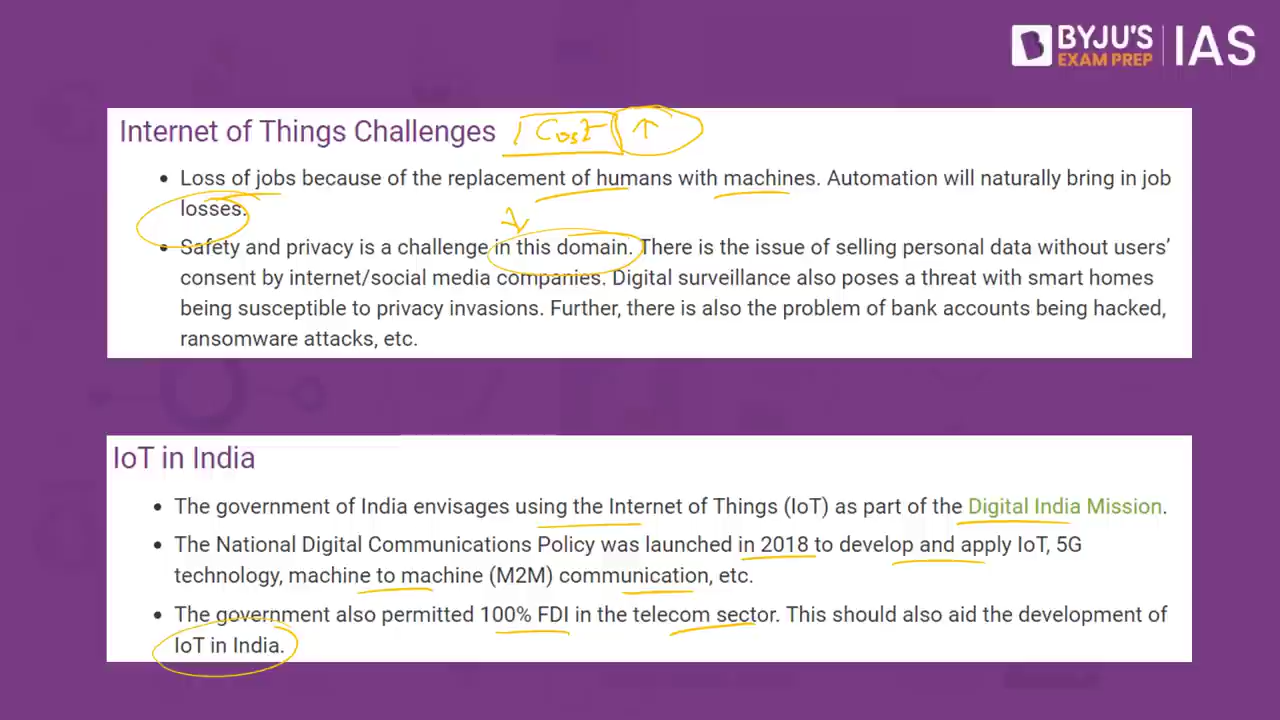 BYJU'S IAS
EXAM PREP
Internet of Things Challenges Cost ↑
• Loss of jobs because of the replacement of humans with machines. Automation will naturally bring in job
losses.
• Safety and privacy is a challenge in this domain. There is the issue of selling personal data without users'
consent by internet/social media companies. Digital surveillance also poses a threat with smart homes
being susceptible to privacy invasions. Further, there is also the problem of bank accounts being hacked,
ransomware attacks, etc.
IoT in India
• The government of India envisages using the Internet of Things (IoT) as part of the Digital India Mission.
• The National Digital Communications Policy was launched in 2018 to develop and apply IoT, 5G
technology, machine to machine (M2M) communication, etc.
• The government also permitted 100% FDI in the telecom sector. This should also aid the development of
IoT in India.